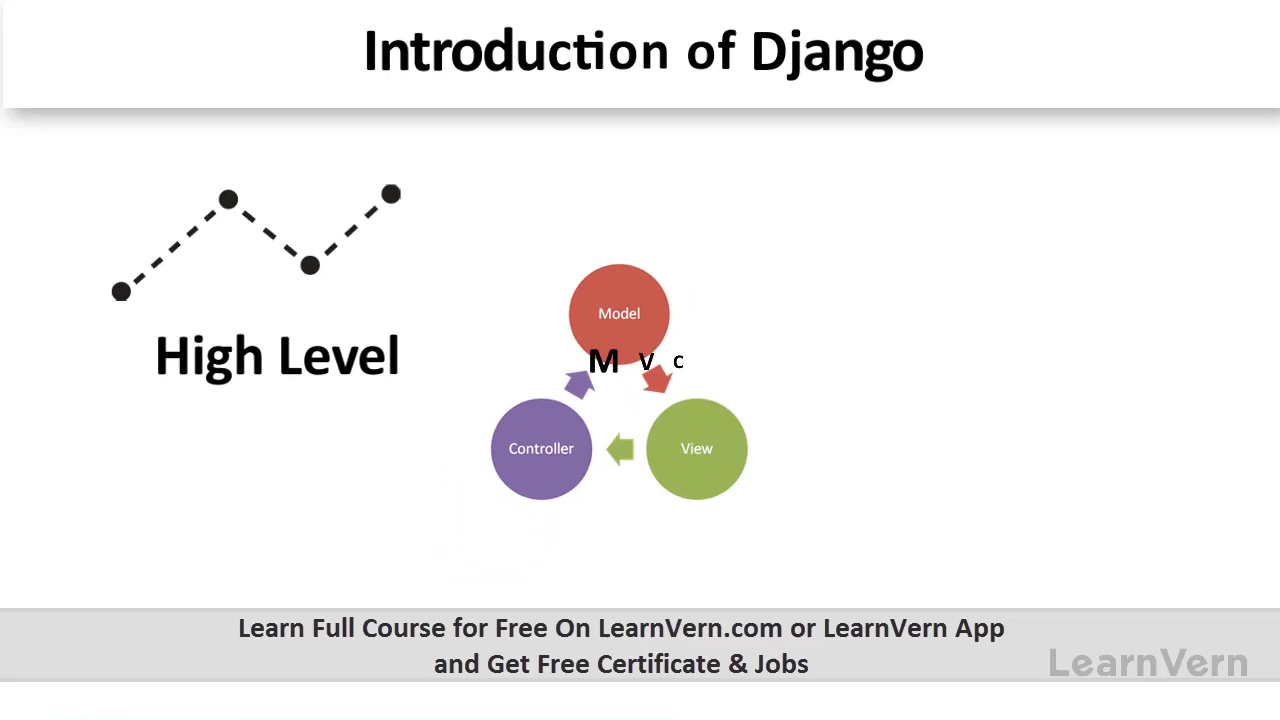 Introduction of Django
High Level
Model
M v c
Controller
View
Learn Full Course for Free On LearnVern.com or LearnVern App
and Get Free Certificate & Jobs
LearnVern